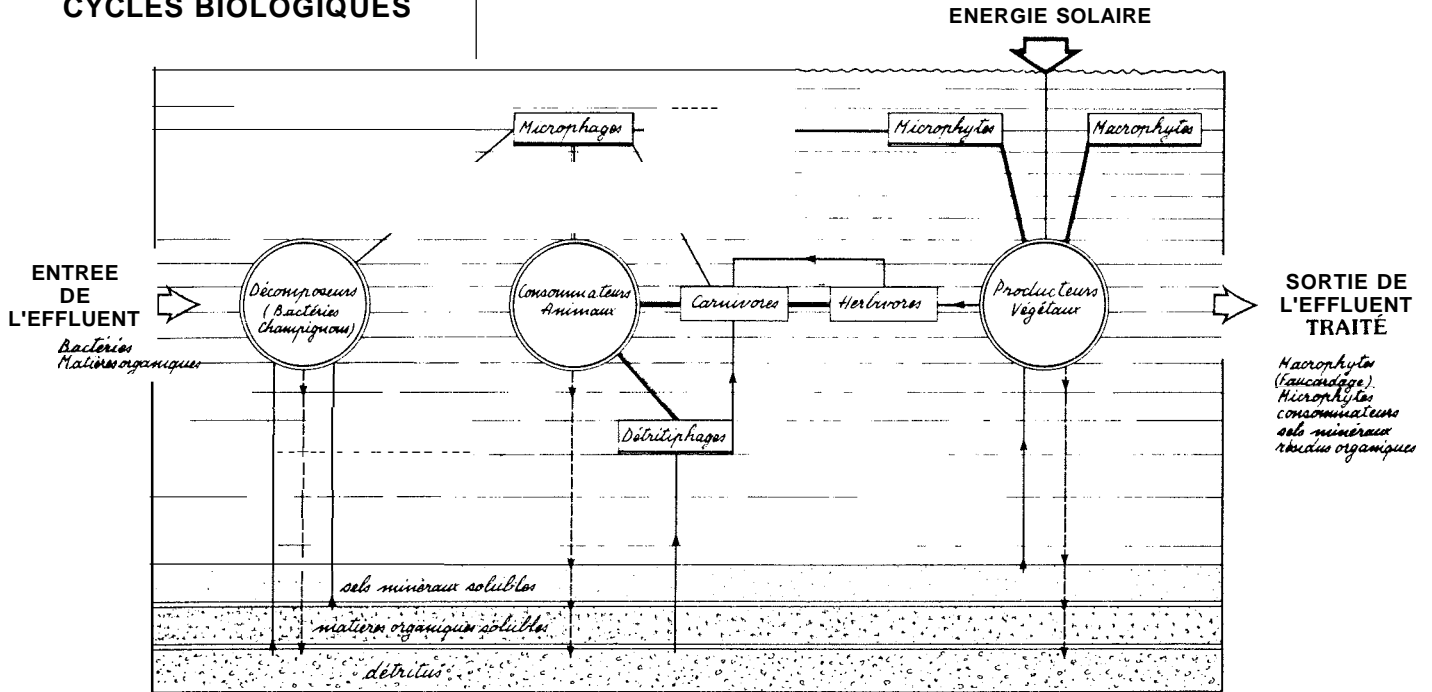 CYCLES BIOLOGIQUES
ENERGIE SOLAIRE
Microphages
Microphytes
Macrophytes
ENTREE
DE
L'EFFLUENT
Bactéries
Matières organiques
Décomposeurs
(Bactéries
Champignons)
Consommateurs
Animaux
Carnivores
Herbivores
Producteurs
Végétaux
SORTIE DE
L'EFFLUENT
TRAITÉ
Macrophytes
(Faucardage)
Microphytes
consommateurs
sels minéraux
résidus organiques
Détritiphages
sels minéraux solubles
matières organiques solubles
détritus